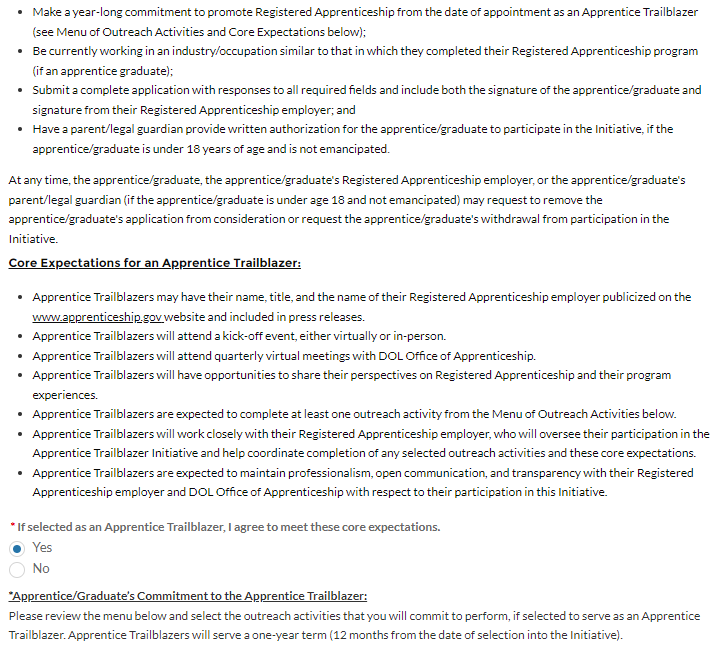 • Make a year-long commitment to promote Registered Apprenticeship from the date of appointment as an Apprentice Trailblazer
(see Menu of Outreach Activities and Core Expectations below);
• Be currently working in an industry/occupation similar to that in which they completed their Registered Apprenticeship program
(if an apprentice graduate);
• Submit a complete application with responses to all required fields and include both the signature of the apprentice/graduate and
signature from their Registered Apprenticeship employer; and
• Have a parent/legal guardian provide written authorization for the apprentice/graduate to participate in the Initiative, if the
apprentice/graduate is under 18 years of age and is not emancipated.
At any time, the apprentice/graduate, the apprentice/graduate's Registered Apprenticeship employer, or the apprentice/graduate's
parent/legal guardian (if the apprentice/graduate is under age 18 and not emancipated) may request to remove the
apprentice/graduate's application from consideration or request the apprentice/graduate's withdrawal from participation in the
Initiative.
Core Expectations for an Apprentice Trailblazer:
• Apprentice Trailblazers may have their name, title, and the name of their Registered Apprenticeship employer publicized on the
www.apprenticeship.gov website and included in press releases.
• Apprentice Trailblazers will attend a kick-off event, either virtually or in-person.
• Apprentice Trailblazers will attend quarterly virtual meetings with DOL Office of Apprenticeship.
• Apprentice Trailblazers will have opportunities to share their perspectives on Registered Apprenticeship and their program
experiences.
• Apprentice Trailblazers are expected to complete at least one outreach activity from the Menu of Outreach Activities below.
• Apprentice Trailblazers will work closely with their Registered Apprenticeship employer, who will oversee their participation in the
Apprentice Trailblazer Initiative and help coordinate completion of any selected outreach activities and these core expectations.
• Apprentice Trailblazers are expected to maintain professionalism, open communication, and transparency with their Registered
Apprenticeship employer and DOL Office of Apprenticeship with respect to their participation in this Initiative.
* If selected as an Apprentice Trailblazer, I agree to meet these core expectations.
Yes
No
*Apprentice/Graduate's Commitment to the Apprentice Trailblazer:
Please review the menu below and select the outreach activities that you will commit to perform, if selected to serve as an Apprentice
Trailblazer. Apprentice Trailblazers will serve a one-year term (12 months from the date of selection into the Initiative).